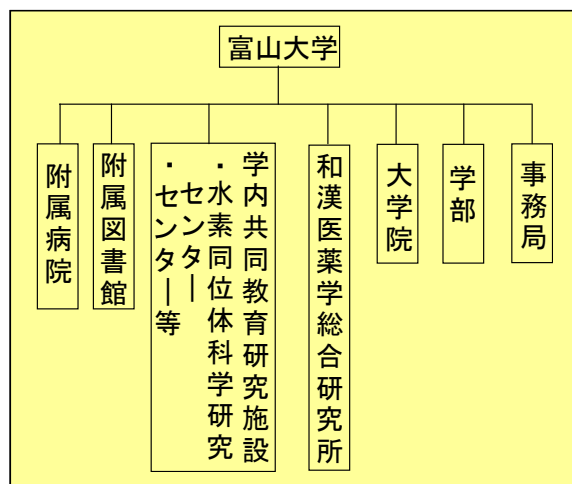 富山大学
事務局
学部
大学院
和漢医薬学総合研究所
学内共同教育研究施設
・水素同位体科学研究
センター
・センター等
附属図書館
附属病院